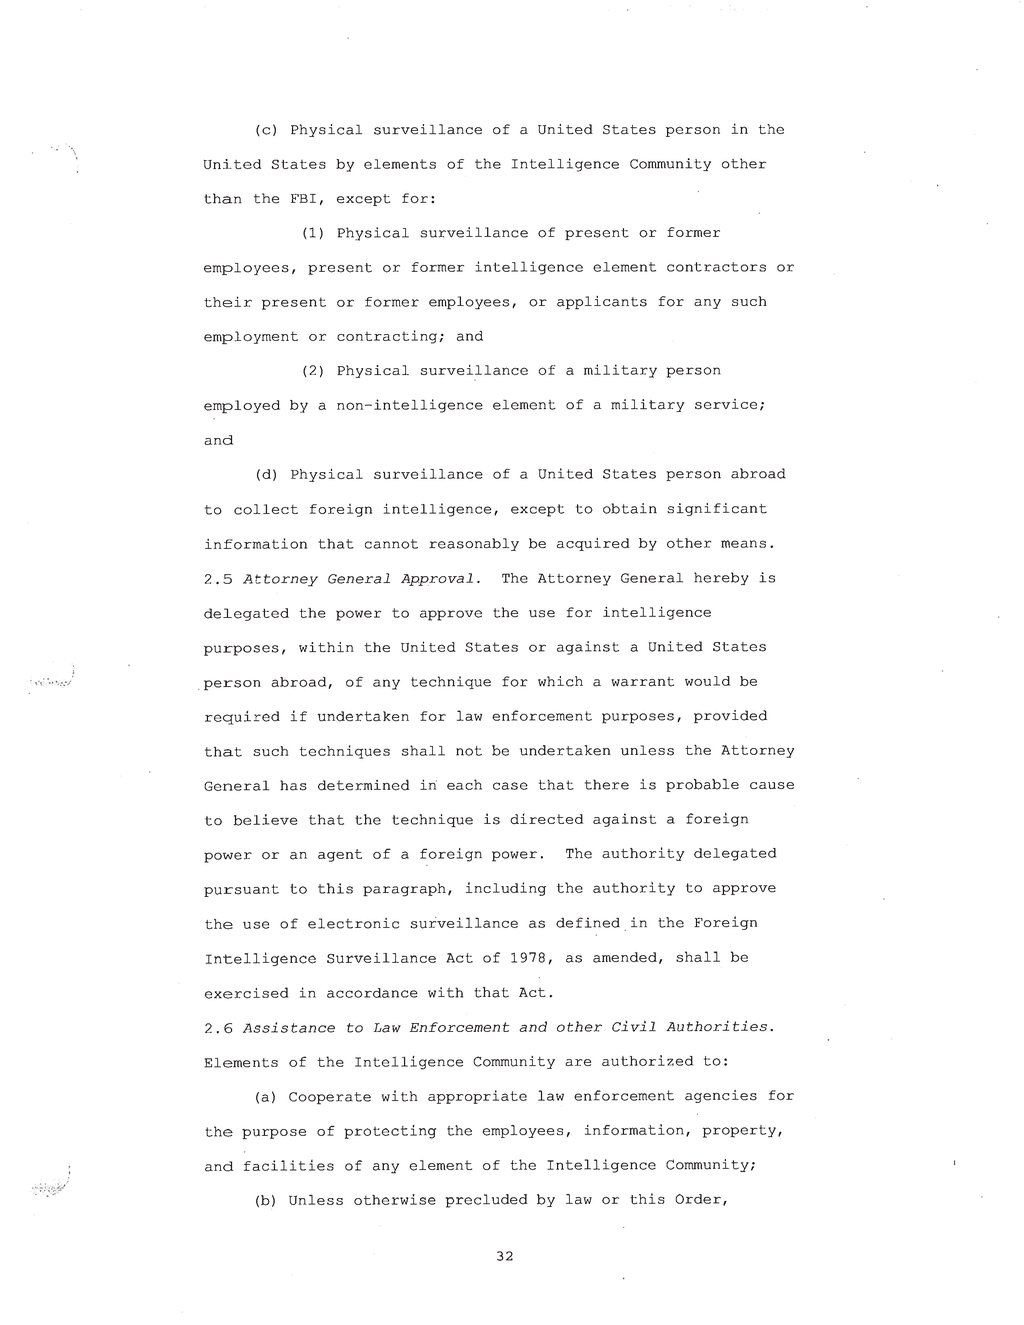 (c) Physical surveillance of a United States person in the
United States by elements of the Intelligence Community other
than the FBI, except for:
(1) Physical surveillance of present or former
employees, present or former intelligence element contractors or
their present or former employees, or applicants for any such
employment or contracting; and
(2) Physical surveillance of a military person
employed by a non-intelligence element of a military service;
and
(d) Physical surveillance of a United States person abroad
to collect foreign intelligence, except to obtain significant
information that cannot reasonably be acquired by other means.
2.5 Attorney General Approval. The Attorney General hereby is
delegated the power to approve the use for intelligence
purposes, within the United States or against a United States
person abroad, of any technique for which a warrant would be
required if undertaken for law enforcement purposes, provided
that such techniques shall not be undertaken unless the Attorney
General has determined in each case that there is probable cause
to believe that the technique is directed against a foreign
power or an agent of a foreign power. The authority delegated
pursuant to this paragraph, including the authority to approve
the use of electronic surveillance as defined in the Foreign
Intelligence Surveillance Act of 1978, as amended, shall be
exercised in accordance with that Act.
2.6 Assistance to Law Enforcement and other Civil Authorities.
Elements of the Intelligence Community are authorized to:
(a) Cooperate with appropriate law enforcement agencies for
the purpose of protecting the employees, information, property,
and facilities of any element of the Intelligence Community;
(b) Unless otherwise precluded by law or this Order,
32